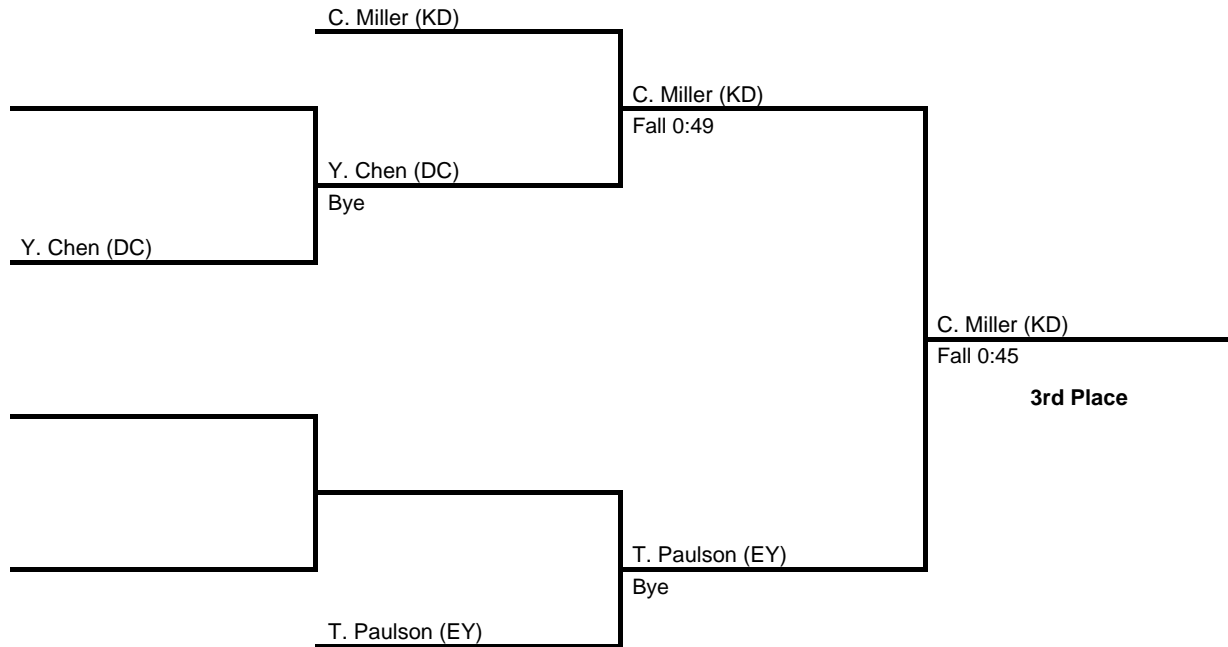 C. Miller (KD)
C. Miller (KD)
Fall 0:49
Y. Chen (DC)
Bye
Y. Chen (DC)
C. Miller (KD)
Fall 0:45
3rd Place
T. Paulson (EY)
Bye
T. Paulson (EY)